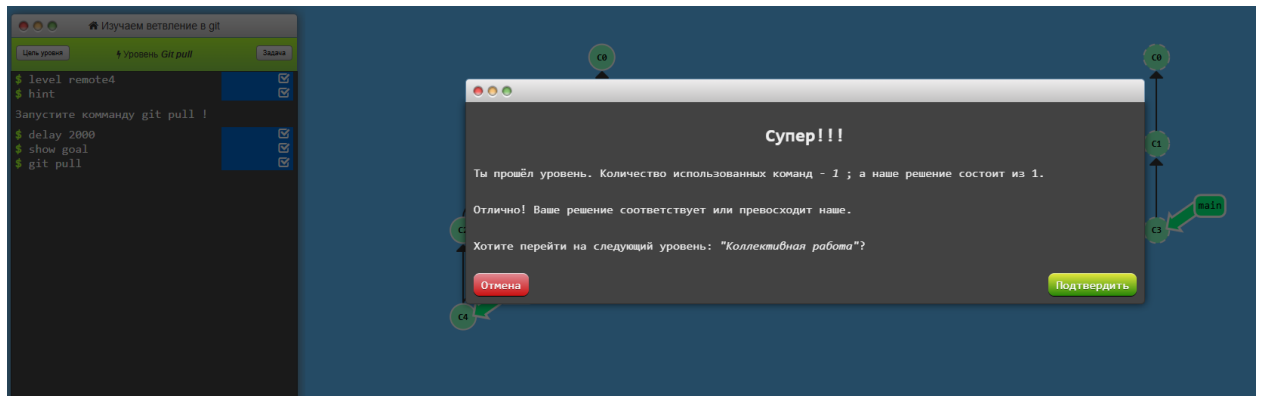 Изучаем ветвление в git
Цель уровня
Уровень Git pull
Задача
$ level remote4
$ hint
Запустите комманду git pull !
$ delay 2000
$ show goal
$ git pull
C0
C4
Супер!!!
Ты прошёл уровень. Количество использованных команд - 1 ; а наше решение состоит из 1.
Отлично! Ваше решение соответствует или превосходит наше.
Хотите перейти на следующий уровень: "Коллективная работа"?
Отмена
Подтвердить
C0
C1
main
C3